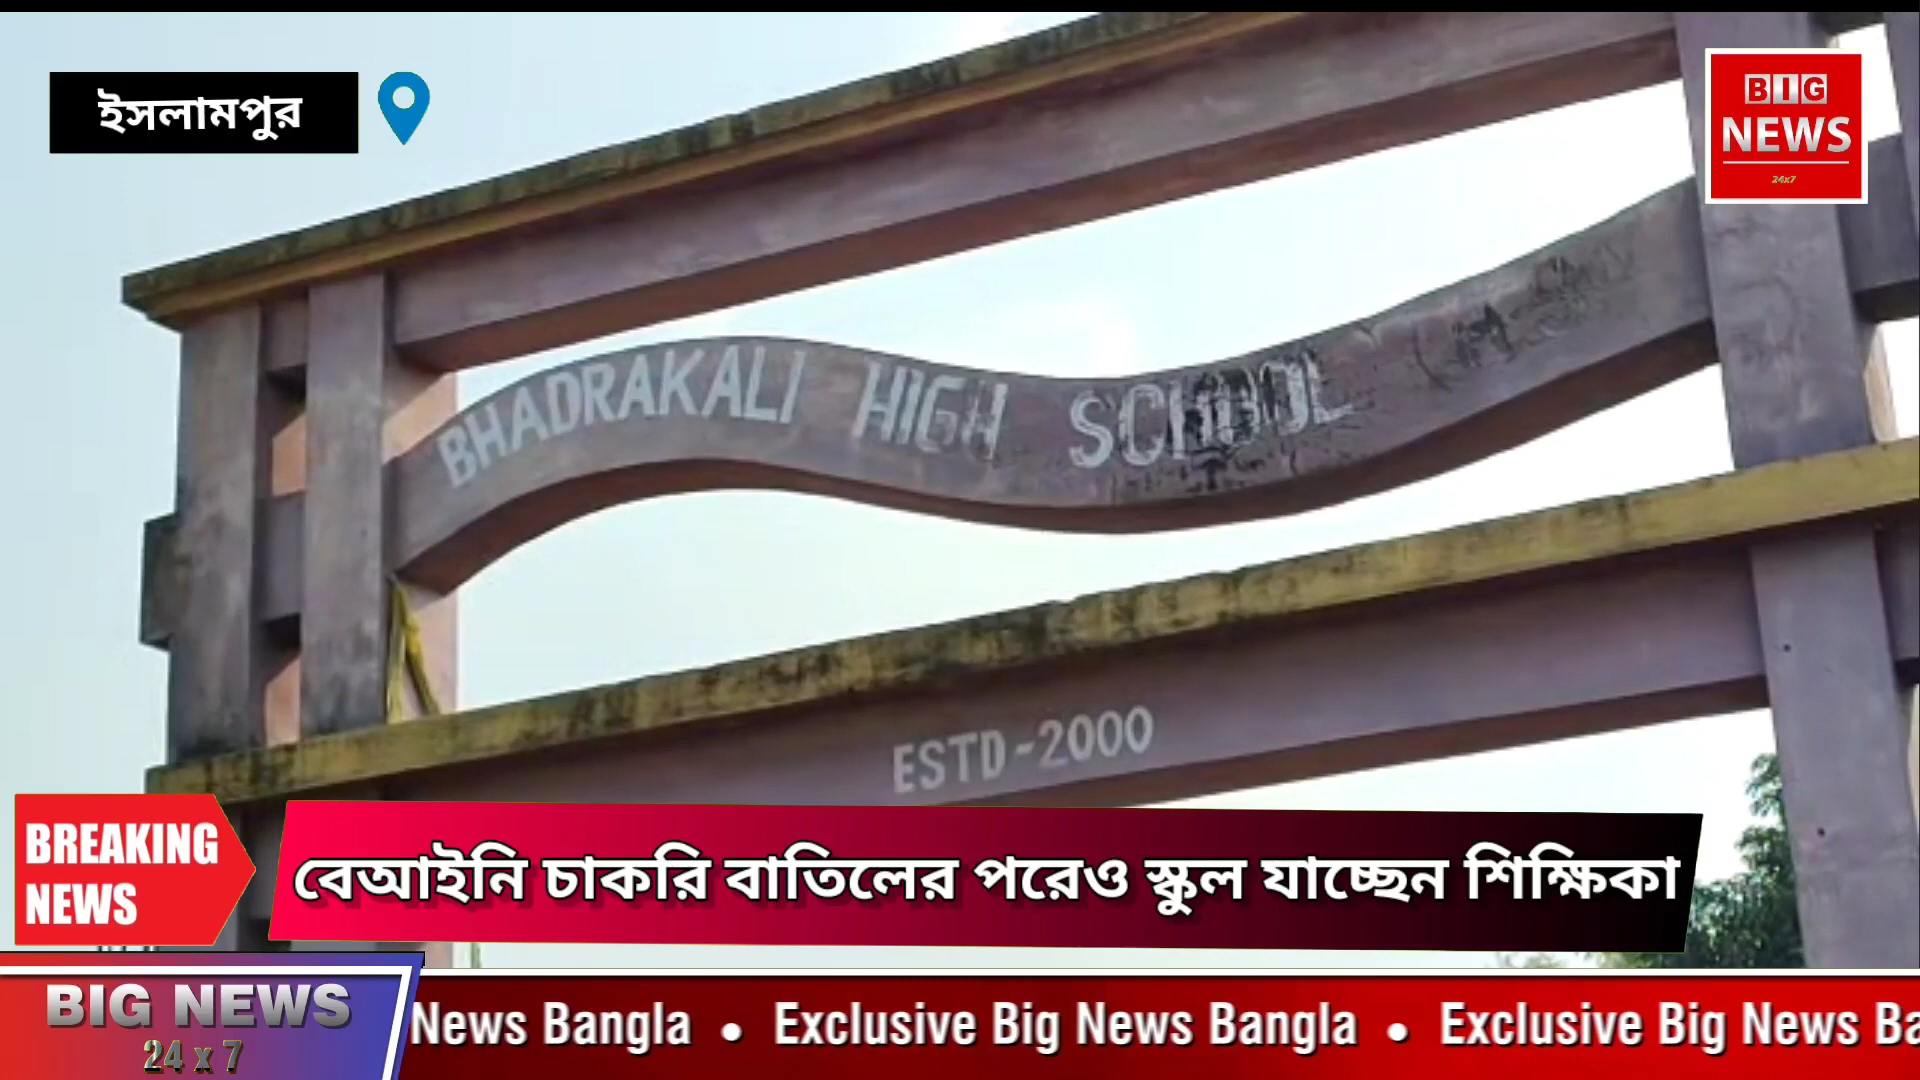 ইসলামপুর
BIG
NEWS
24x7
BHADRAKALI HIGH SCHOOL
ESTD-2000
BREAKING
NEWS
বেআইনি চাকরি বাতিলের পরেও স্কুল যাচ্ছেন শিক্ষিকা
BIG NEWS
24 x 7
News Bangla • Exclusive Big News Bangla • Exclusive Big News Ba